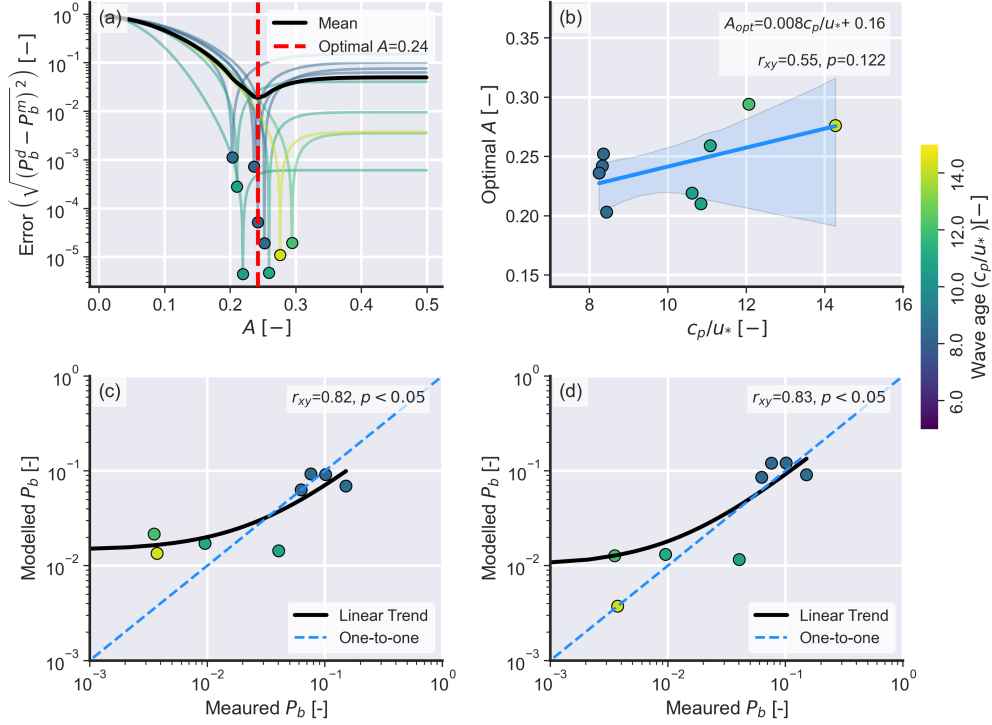 (a)
Mean
Optimal A=0.24
Error (√(P_b^d − P_b^m)^2) [−]
10^0
10^−1
10^−2
10^−3
10^−4
10^−5
0.0 0.1 0.2 0.3 0.4 0.5
A [−]
(b)
A_opt=0.008c_p/u_*+ 0.16
r_xy=0.55, p=0.122
Optimal A [−]
0.35
0.30
0.25
0.20
0.15
8 10 12 14 16
c_p/u_* [−]
14.0
12.0
10.0
8.0
6.0
Wave age (c_p/u_* )[−]
(c)
r_xy=0.82, p < 0.05
Modelled P_b [-]
10^0
10^−1
10^−2
10^−3
Linear Trend
One-to-one
10^−3 10^−2 10^−1 10^0
Meaured P_b [-]
(d)
r_xy=0.83, p < 0.05
Modelled P_b [-]
10^0
10^−1
10^−2
10^−3
Linear Trend
One-to-one
10^−3 10^−2 10^−1 10^0
Meaured P_b [-]